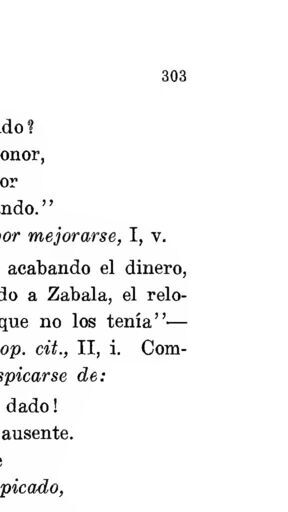 303
do?
onor,
or
ndo.''
or mejorarse, I, v.
acabando el dinero,
do a Zabala, el relo-
que no los tenía''—
op. cit., II, i. Com-
spicarse de:
dado!
ausente.
e
picado,